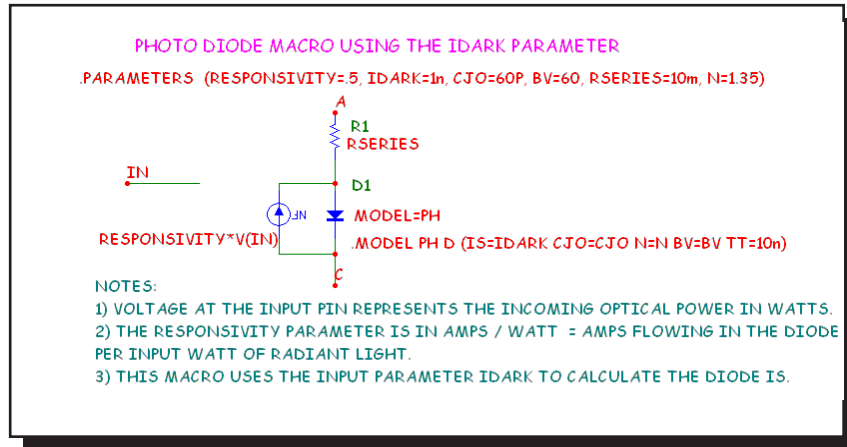 PHOTO DIODE MACRO USING THE IDARK PARAMETER
.PARAMETERS (RESPONSIVITY=.5, IDARK=1n, CJO=60P, BV=60, RSERIES=10m, N=1.35)
A
R1
RSERIES
IN
D1
NF
MODEL=PH
RESPONSIVITY*V(IN)
.MODEL PH D (IS=IDARK CJO=CJO N=N BV=BV TT=10n)
C
NOTES:
1) VOLTAGE AT THE INPUT PIN REPRESENTS THE INCOMING OPTICAL POWER IN WATTS.
2) THE RESPONSIVITY PARAMETER IS IN AMPS / WATT = AMPS FLOWING IN THE DIODE
PER INPUT WATT OF RADIANT LIGHT.
3) THIS MACRO USES THE INPUT PARAMETER IDARK TO CALCULATE THE DIODE IS.